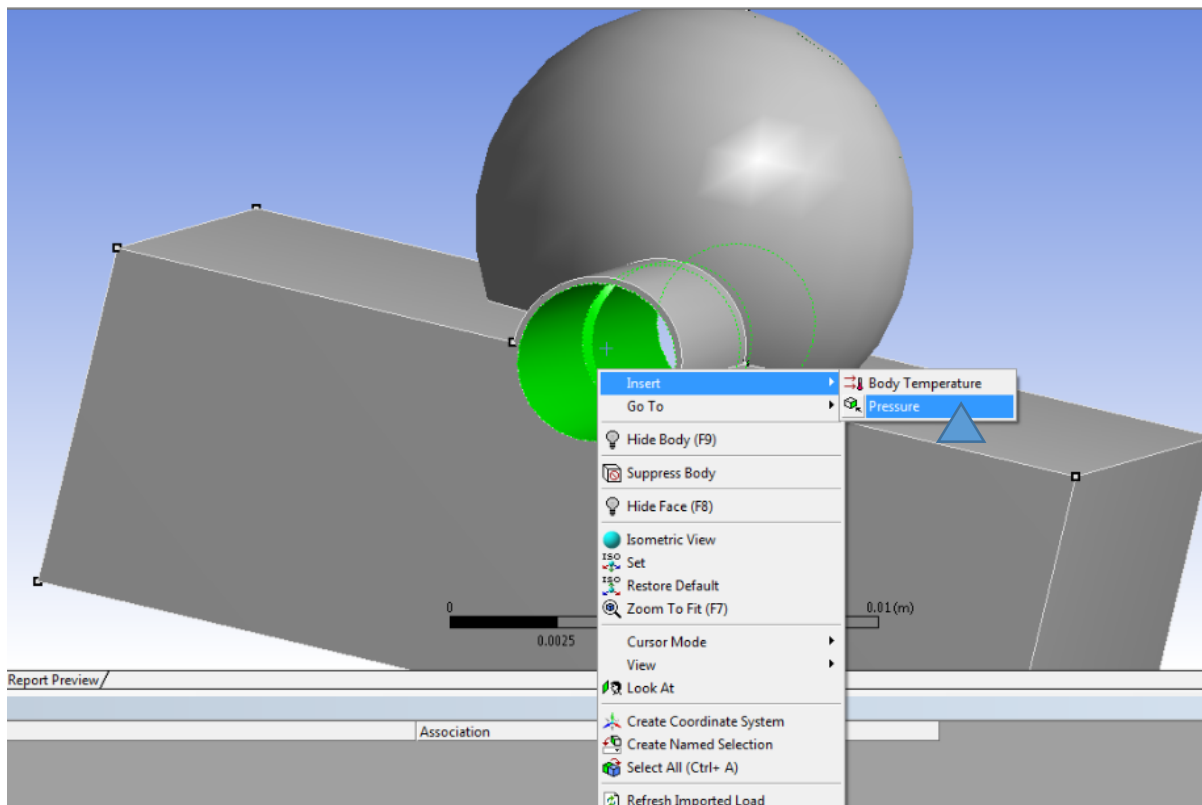 Insert
Body Temperature
Go To
Pressure
Hide Body (F9)
Suppress Body
Hide Face (F8)
Isometric View
ISO
Set
ISO
Restore Default
Zoom To Fit (F7)
0
0.01 (m)
0.0025
Cursor Mode
View
Look At
Report Preview
Create Coordinate System
Association
Create Named Selection
Select All (Ctrl+ A)
Refresh Imported Load